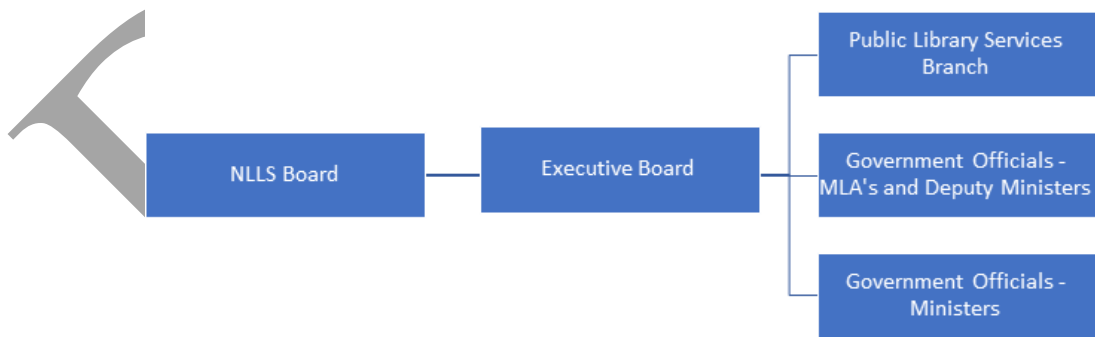 Public Library Services
Branch
NLLS Board
Executive Board
Government Officials -
MLA's and Deputy Ministers
Government Officials -
Ministers